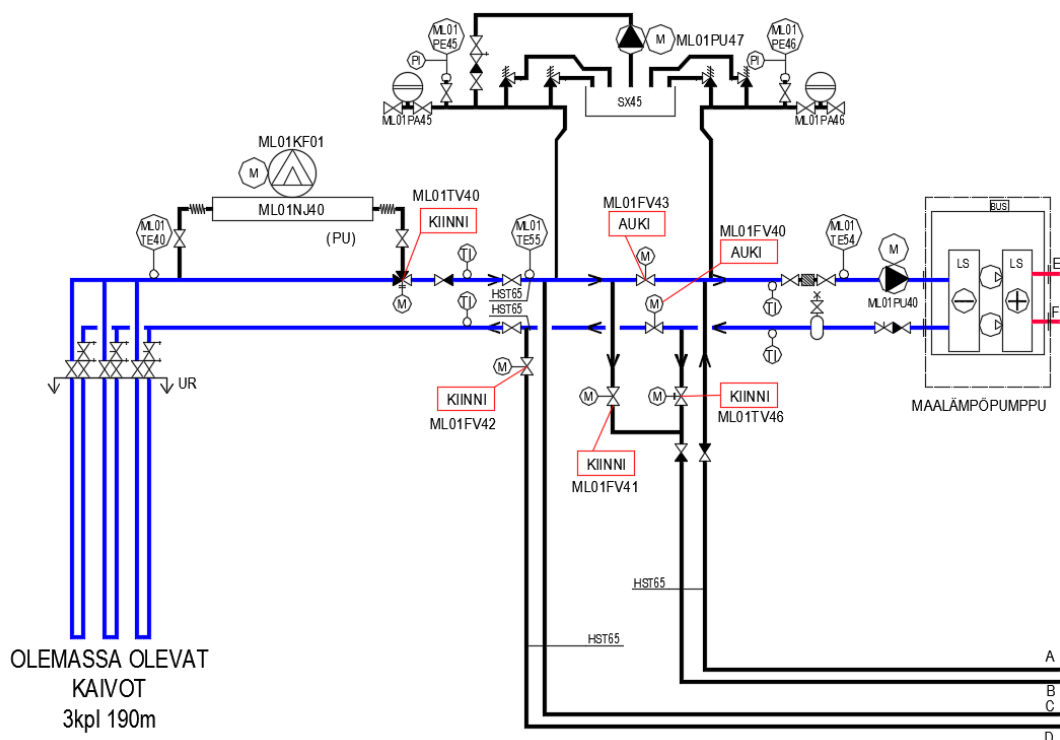 ML01
PE45
PI
M
ML01PU47
ML01
PE46
PI
SX45
ML01PA45
ML01PA46
ML01KF01
M
ML01NJ40
(PU)
ML01TV40
KIINNI
ML01
TE40
M
TI
TI
ML01
TE55
HST65
HST65
ML01FV43
AUKI
M
ML01FV40
AUKI
M
ML01
TE54
M
ML01PU40
TI
TI
BUS
LS
LS
E
F
MAALÄMPÖPUMPPU
UR
M
KIINNI
ML01FV42
M
KIINNI
ML01FV41
M
KIINNI
ML01TV46
HST65
HST65
OLEMASSA OLEVAT
KAIVOT
3kpl 190m
A
B
C
D